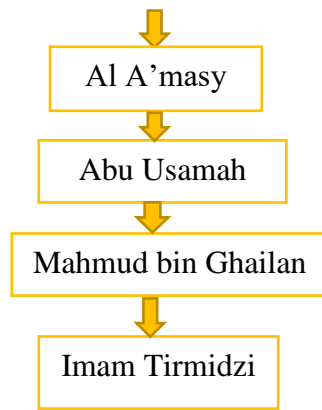 Al A’masy
Abu Usamah
Mahmud bin Ghailan
Imam Tirmidzi